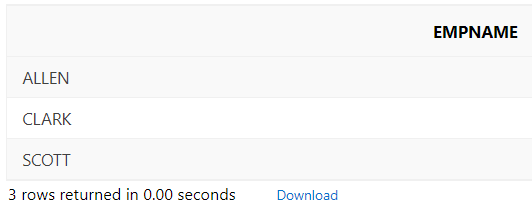 EMPNAME
ALLEN
CLARK
SCOTT
3 rows returned in 0.00 seconds Download